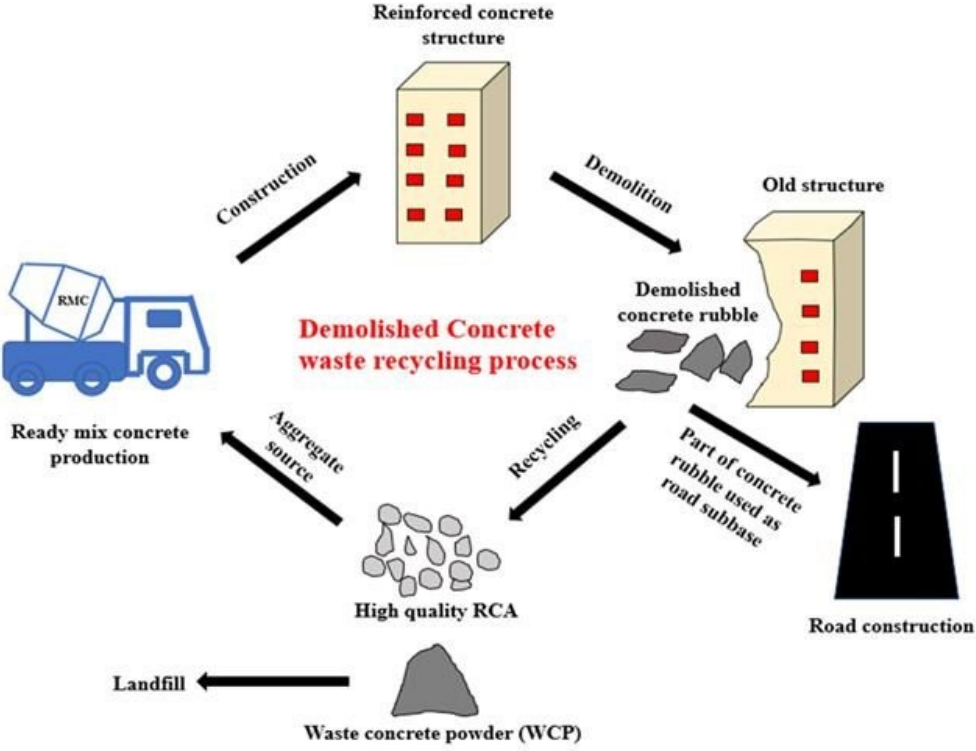 Reinforced concrete
structure
Construction
Demolition
Old structure
RMC
Demolished
concrete rubble
Demolished Concrete
waste recycling process
Ready mix concrete
production
Aggregate
source
Recycling
Part of concrete
rubble used as
road subbase
High quality RCA
Road construction
Landfill
Waste concrete powder (WCP)